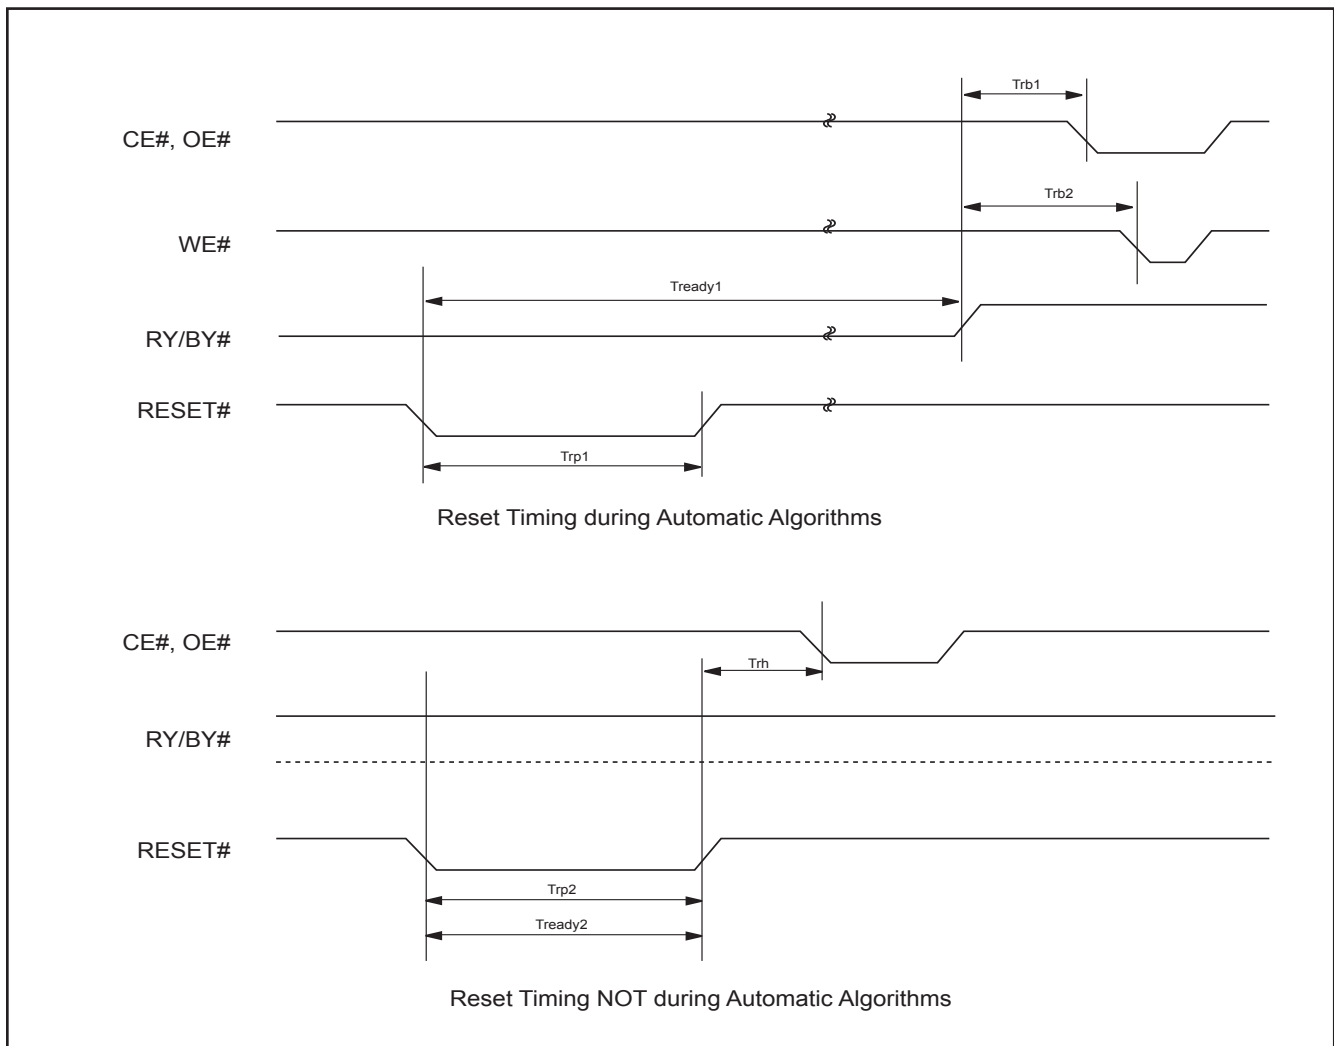 Trb1
CE#, OE#
Trb2
WE#
Tready1
RY/BY#
RESET#
Trp1
Reset Timing during Automatic Algorithms
CE#, OE#
Trh
RY/BY#
RESET#
Trp2
Tready2
Reset Timing NOT during Automatic Algorithms